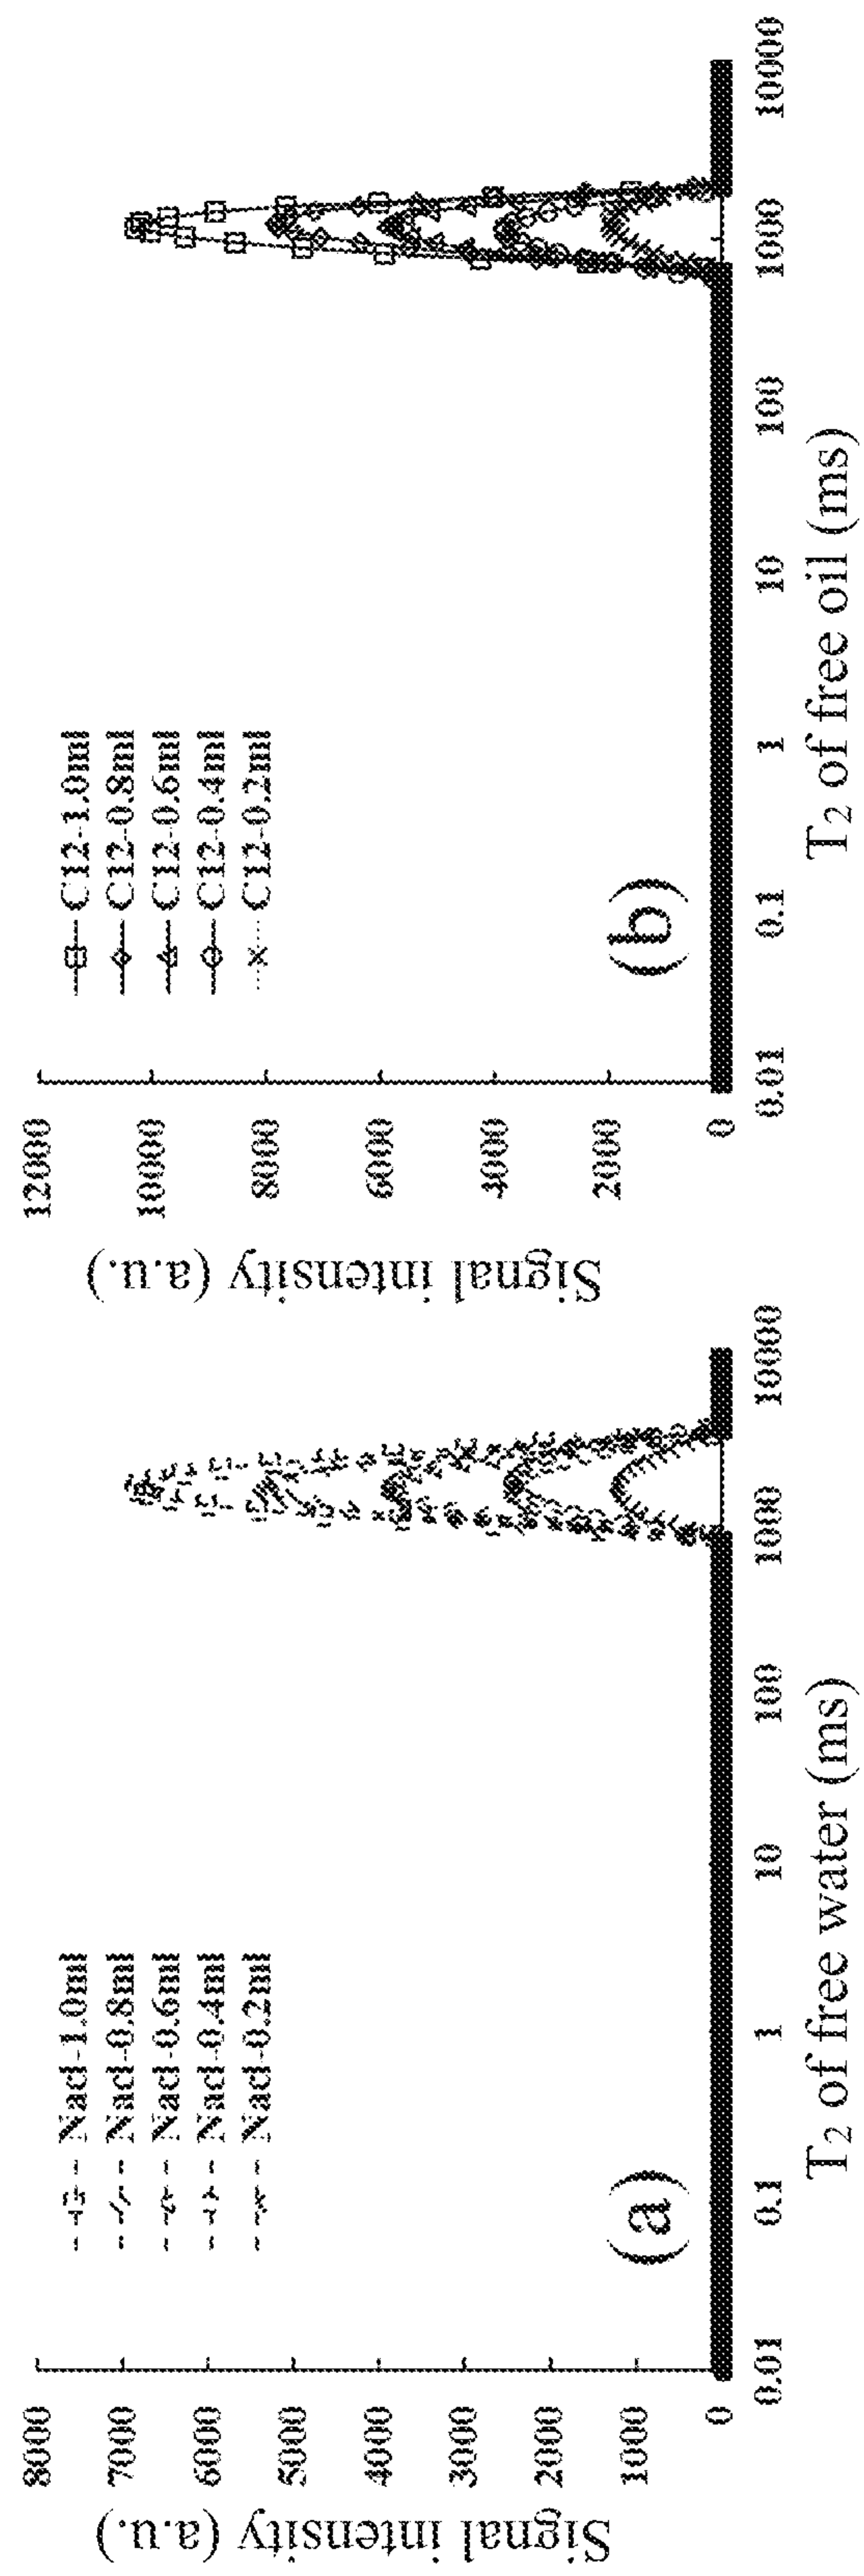 Signal intensity (a.u.)
8000
7000
6000
5000
4000
3000
2000
1000
0
Nacl-1.0ml
Nacl-0.8ml
Nacl-0.6ml
Nacl-0.4ml
Nacl-0.2ml
(a)
0.01 0.1 1 10 100 1000 10000
T2 of free water (ms)
Signal intensity (a.u.)
12000
10000
8000
6000
4000
2000
0
C12-1.0ml
C12-0.8ml
C12-0.6ml
C12-0.4ml
C12-0.2ml
(b)
0.01 0.1 1 10 100 1000 10000
T2 of free oil (ms)